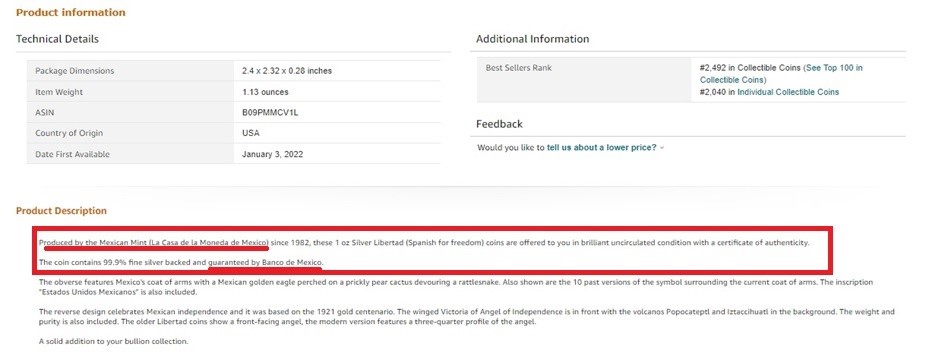 Product information
Technical Details
Package Dimensions 2.4 x 2.32 x 0.28 inches
Item Weight 1.13 ounces
ASIN B09PMMCV1L
Country of Origin USA
Date First Available January 3, 2022
Additional Information
Best Sellers Rank #2,492 in Collectible Coins (See Top 100 in
Collectible Coins)
#2,040 in Individual Collectible Coins
Feedback
Would you like to tell us about a lower price?
Product Description
Produced by the Mexican Mint (La Casa de la Moneda de Mexico) since 1982, these 1 oz Silver Libertad (Spanish for freedom) coins are offered to you in brilliant uncirculated condition with a certificate of authenticity.
The coin contains 99.9% fine silver backed and guaranteed by Banco de Mexico.
The obverse features Mexico's coat of arms with a Mexican golden eagle perched on a prickly pear cactus devouring a rattlesnake. Also shown are the 10 past versions of the symbol surrounding the current coat of arms. The inscription
"Estados Unidos Mexicanos" is also included.
The reverse design celebrates Mexican independence and it was based on the 1921 gold centenario. The winged Victoria of Angel of Independence is in front with the volcanos Popocateptl and Iztaccihuatl in the background. The weight and
purity is also included. The older Libertad coins show a front-facing angel, the modern version features a three-quarter profile of the angel.
A solid addition to your bullion collection.